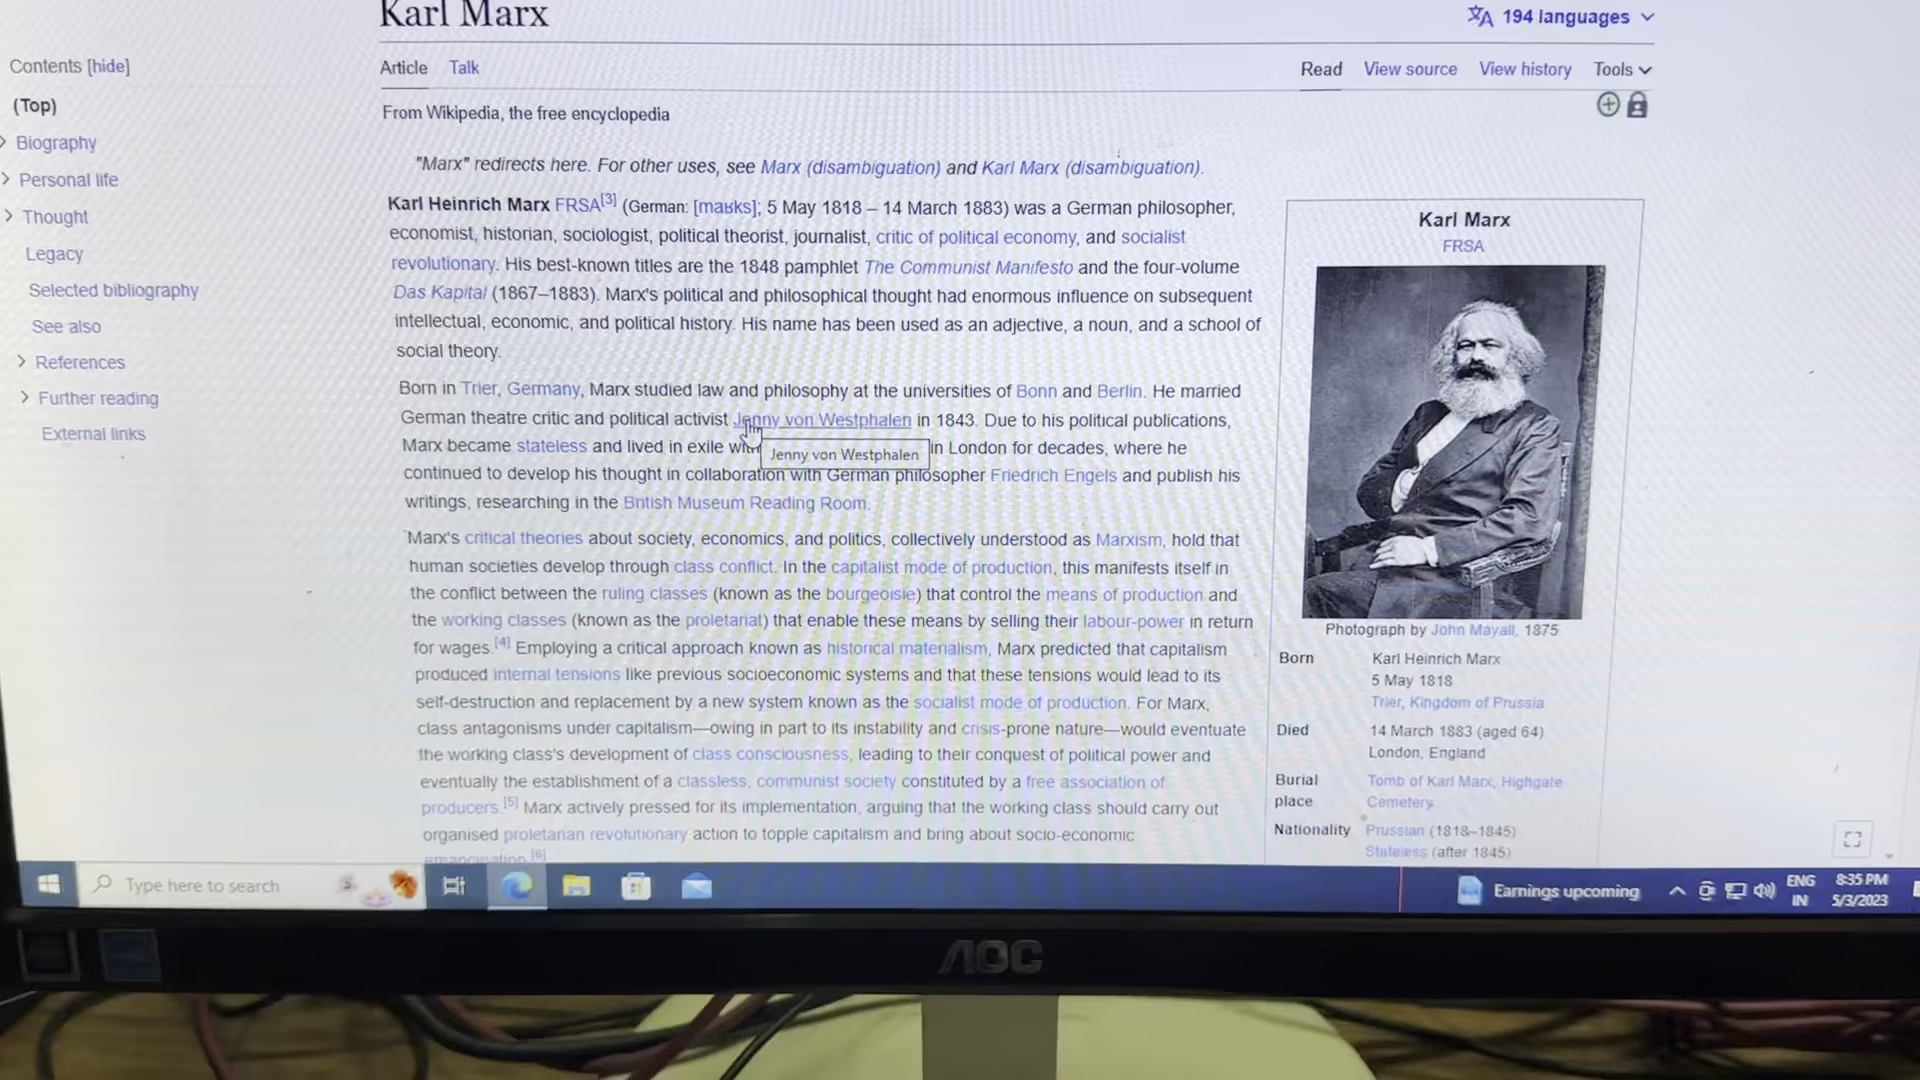 Karl Marx
194 languages
Contents [hide]
(Top)
Biography
Personal life
Thought
Legacy
Selected bibliography
See also
References
Further reading
External links
Article Talk
Read View source View history Tools
From Wikipedia, the free encyclopedia
"Marx" redirects here. For other uses, see Marx (disambiguation) and Karl Marx (disambiguation).
Karl Heinrich Marx FRSA[3] (German: [maʁks]; 5 May 1818 – 14 March 1883) was a German philosopher,
economist, historian, sociologist, political theorist, journalist, critic of political economy, and socialist
revolutionary. His best-known titles are the 1848 pamphlet The Communist Manifesto and the four-volume
Das Kapital (1867–1883). Marx's political and philosophical thought had enormous influence on subsequent
intellectual, economic, and political history. His name has been used as an adjective, a noun, and a school of
social theory.
Born in Trier, Germany, Marx studied law and philosophy at the universities of Bonn and Berlin. He married
German theatre critic and political activist Jenny von Westphalen in 1843. Due to his political publications,
Marx became stateless and lived in exile in London for decades, where he
Jenny von Westphalen
continued to develop his thought in collaboration with German philosopher Friedrich Engels and publish his
writings, researching in the British Museum Reading Room.
Marx's critical theories about society, economics, and politics, collectively understood as Marxism, hold that
human societies develop through class conflict. In the capitalist mode of production, this manifests itself in
the conflict between the ruling classes (known as the bourgeoisie) that control the means of production and
the working classes (known as the proletariat) that enable these means by selling their labour-power in return
for wages.[4] Employing a critical approach known as historical materialism, Marx predicted that capitalism
produced internal tensions like previous socioeconomic systems and that these tensions would lead to its
self-destruction and replacement by a new system known as the socialist mode of production. For Marx,
class antagonisms under capitalism—owing in part to its instability and crisis-prone nature—would eventuate
the working class's development of class consciousness, leading to their conquest of political power and
eventually the establishment of a classless, communist society constituted by a free association of
producers.[5] Marx actively pressed for its implementation, arguing that the working class should carry out
organised proletarian revolutionary action to topple capitalism and bring about socio-economic
emancipation.[6]
Karl Marx
FRSA
Photograph by John Mayall, 1875
Born Karl Heinrich Marx
5 May 1818
Trier, Kingdom of Prussia
Died 14 March 1883 (aged 64)
London, England
Burial place Tomb of Karl Marx, Highgate
Cemetery
Nationality Prussian (1818–1845)
Stateless (after 1845)
Type here to search
Earnings upcoming
ENG
IN
8:35 PM
5/3/2023
AOC